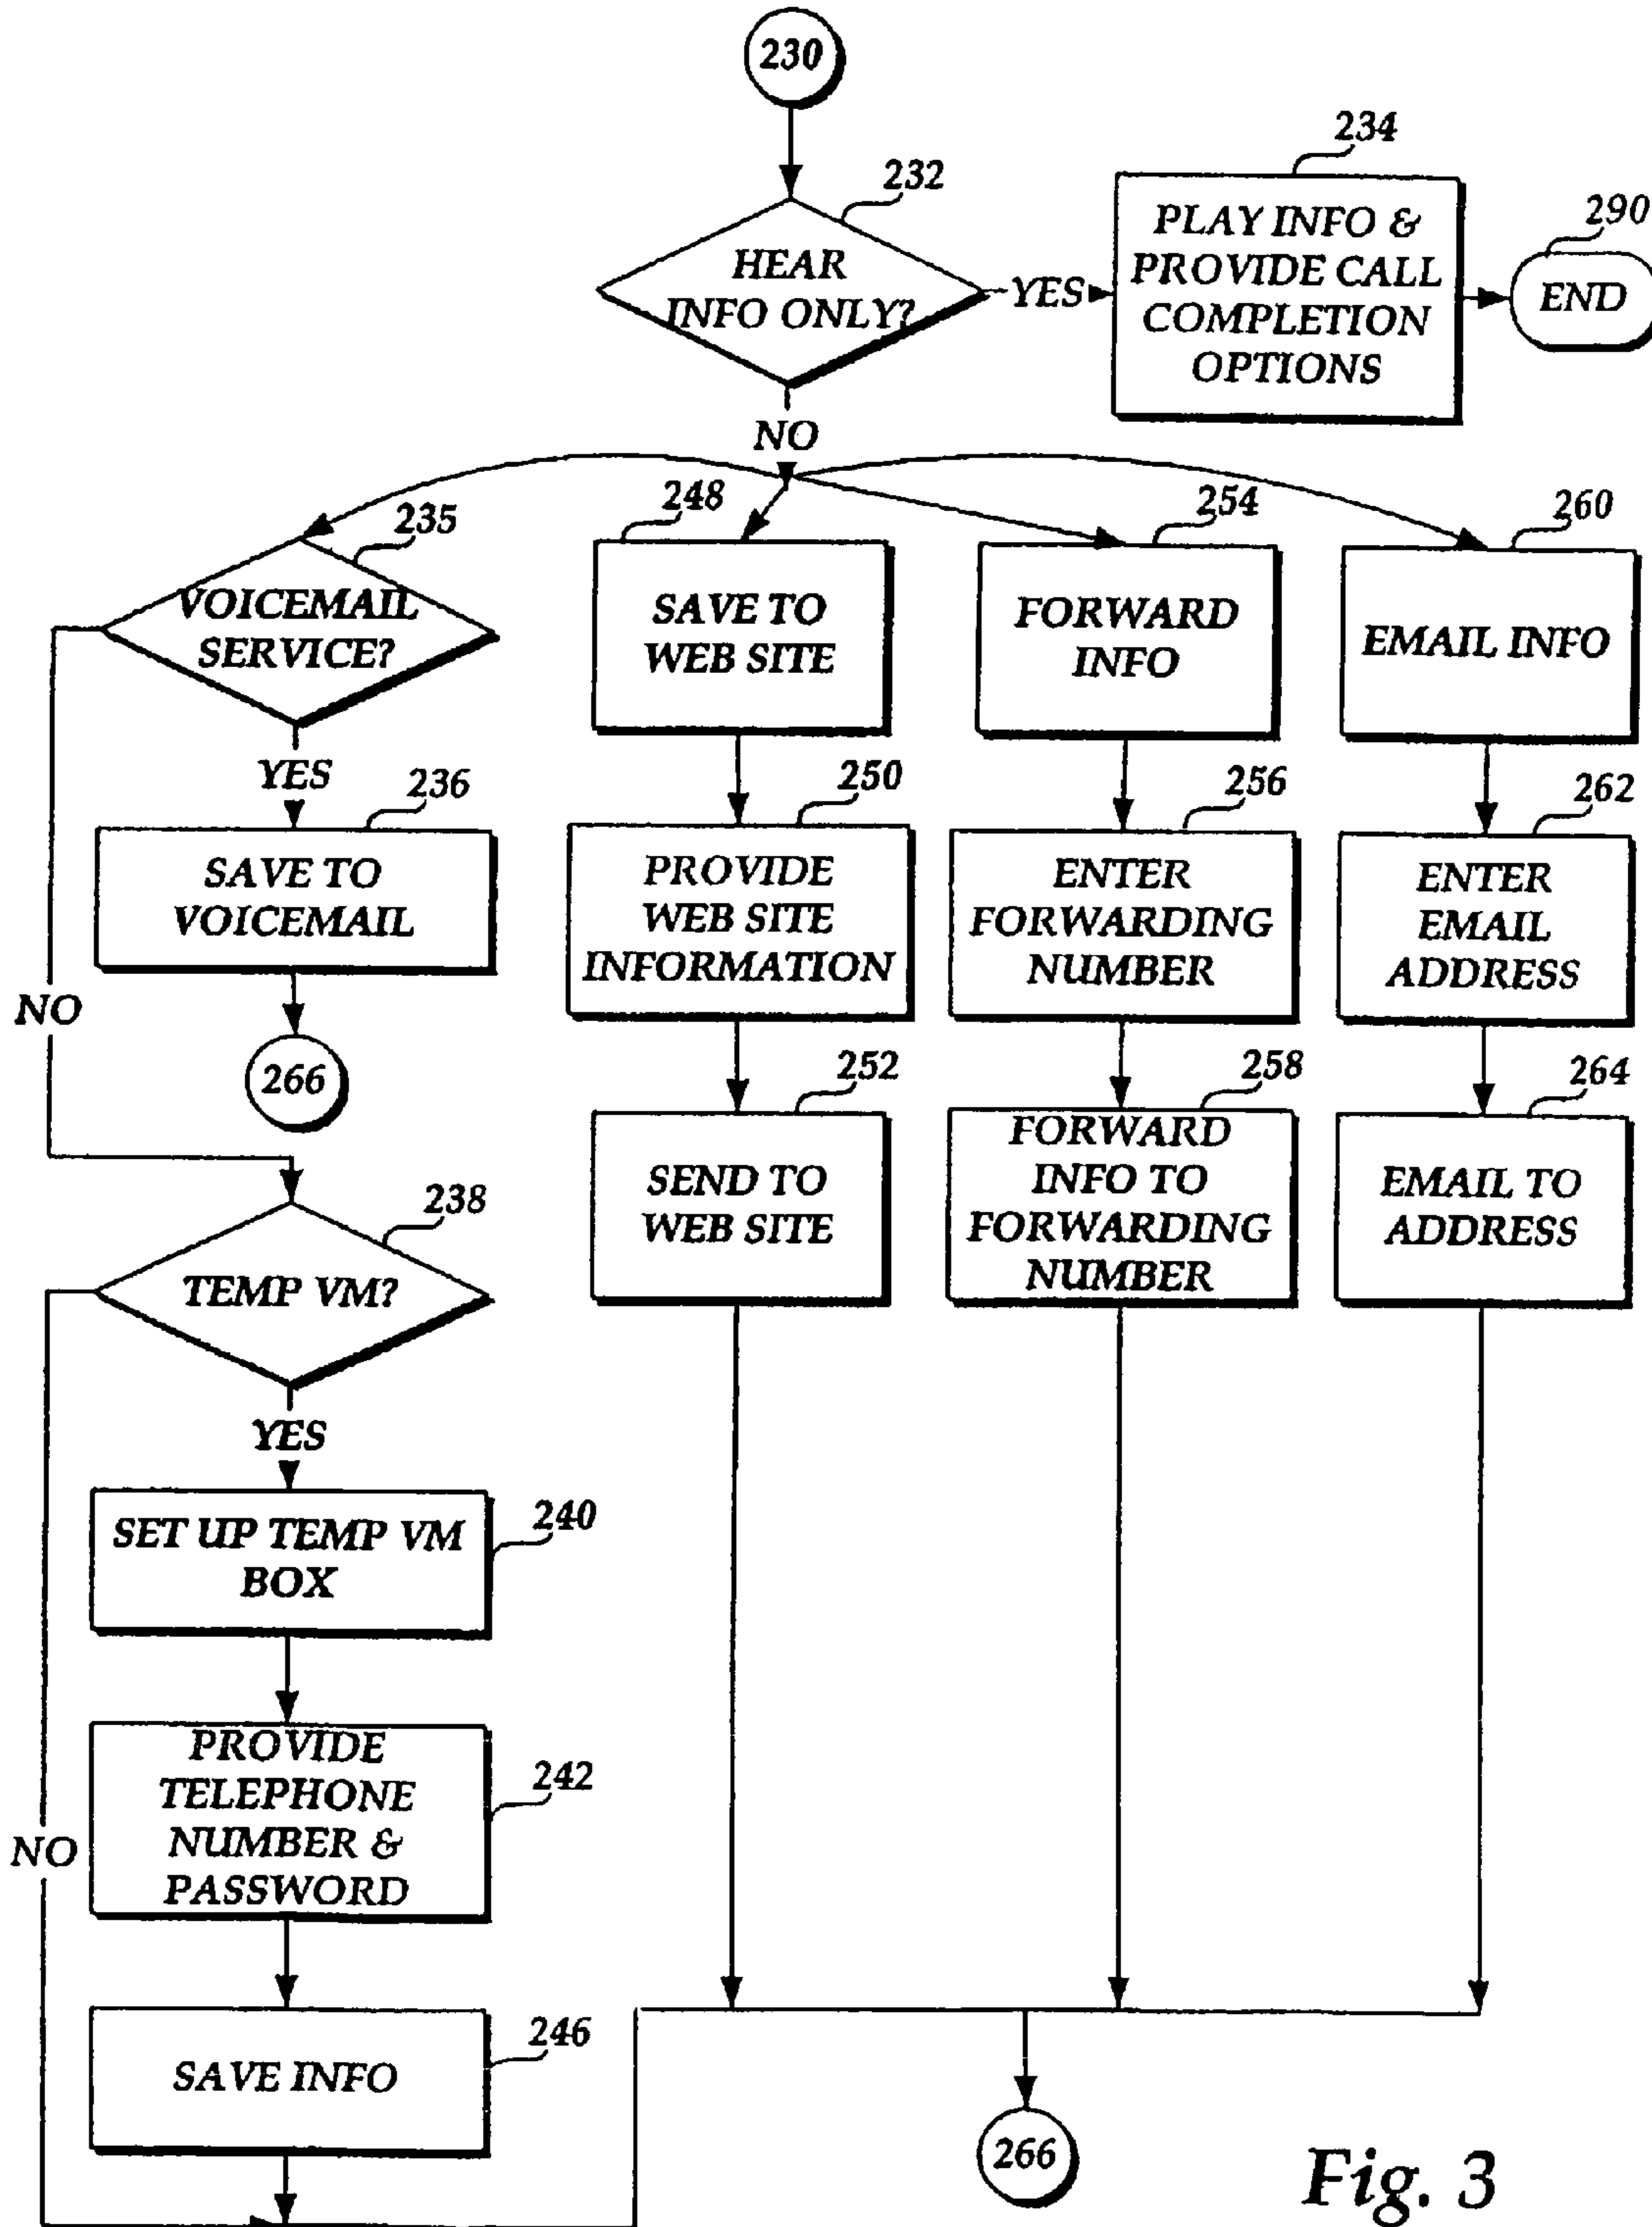 230
232
HEAR
INFO ONLY?
YES
234
PLAY INFO &
PROVIDE CALL
COMPLETION
OPTIONS
290
END
NO
235
VOICEMAIL
SERVICE?
YES
236
SAVE TO
VOICEMAIL
266
NO
238
TEMP VM?
YES
240
SET UP TEMP VM
BOX
242
PROVIDE
TELEPHONE
NUMBER &
PASSWORD
NO
246
SAVE INFO
248
SAVE TO
WEB SITE
250
PROVIDE
WEB SITE
INFORMATION
252
SEND TO
WEB SITE
254
FORWARD
INFO
256
ENTER
FORWARDING
NUMBER
258
FORWARD
INFO TO
FORWARDING
NUMBER
260
EMAIL INFO
262
ENTER
EMAIL
ADDRESS
264
EMAIL TO
ADDRESS
266
Fig. 3